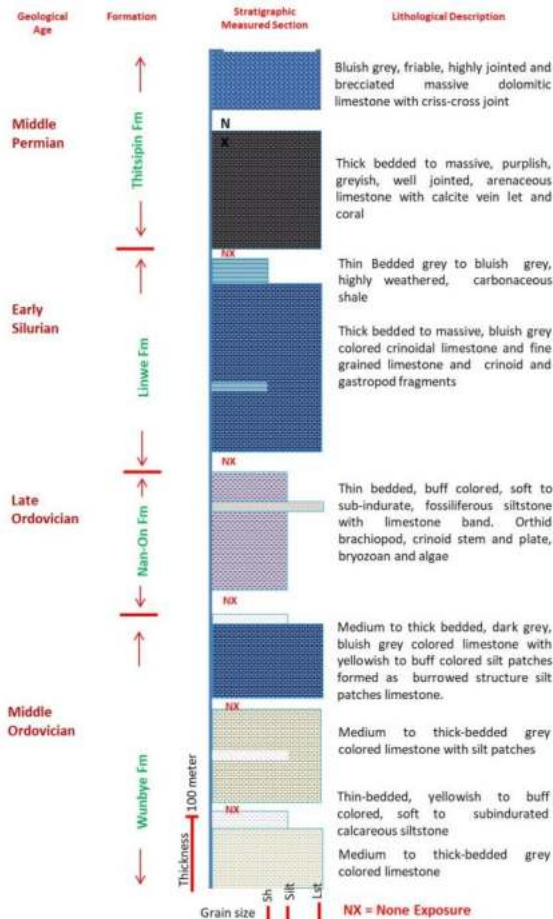 Geological
Age
Formation
Stratigraphic
Measured Section
Lithological Description
Bluish grey, friable, highly jointed and
brecciated massive dolomitic
limestone with criss-cross joint
Middle
Permian
Thitsipin Fm
N
X
Thick bedded to massive, purplish,
greyish, well jointed, arenaceous
limestone with calcite vein let and
coral
NX
Thin Bedded grey to bluish grey,
highly weathered, carbonaceous
shale
Early
Silurian
Linwe Fm
Thick bedded to massive, bluish grey
colored crinoidal limestone and fine
grained limestone and crinoid and
gastropod fragments
NX
Late
Ordovician
Nan-On Fm
Thin bedded, buff colored, soft to
sub-indurate, fossiliferous siltstone
with limestone band. Orthid
brachiopod, crinoid stem and plate,
bryozoan and algae
NX
Medium to thick bedded, dark grey,
bluish grey colored limestone with
yellowish to buff colored silt patches
formed as burrowed structure silt
patches limestone.
Middle
Ordovician
Wunbye Fm
NX
Medium to thick-bedded grey
colored limestone with silt patches
NX
Thin-bedded, yellowish to buff
colored, soft to subindurated
calcareous siltstone
Medium to thick-bedded grey
colored limestone
Thickness
100 meter
Grain size
Sh
Silt
Lst
NX = None Exposure